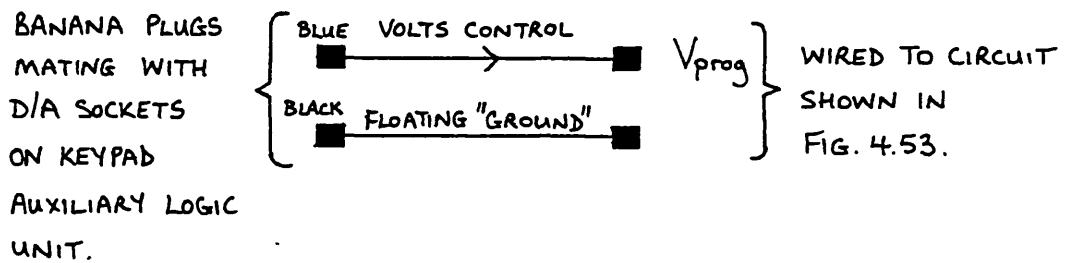 BANANA PLUGS
MATING WITH
D/A SOCKETS
ON KEYPAD
AUXILIARY LOGIC
UNIT.
BLUE VOLTS CONTROL
BLACK FLOATING "GROUND"
Vprog
WIRED TO CIRCUIT
SHOWN IN
FIG. 4.53.